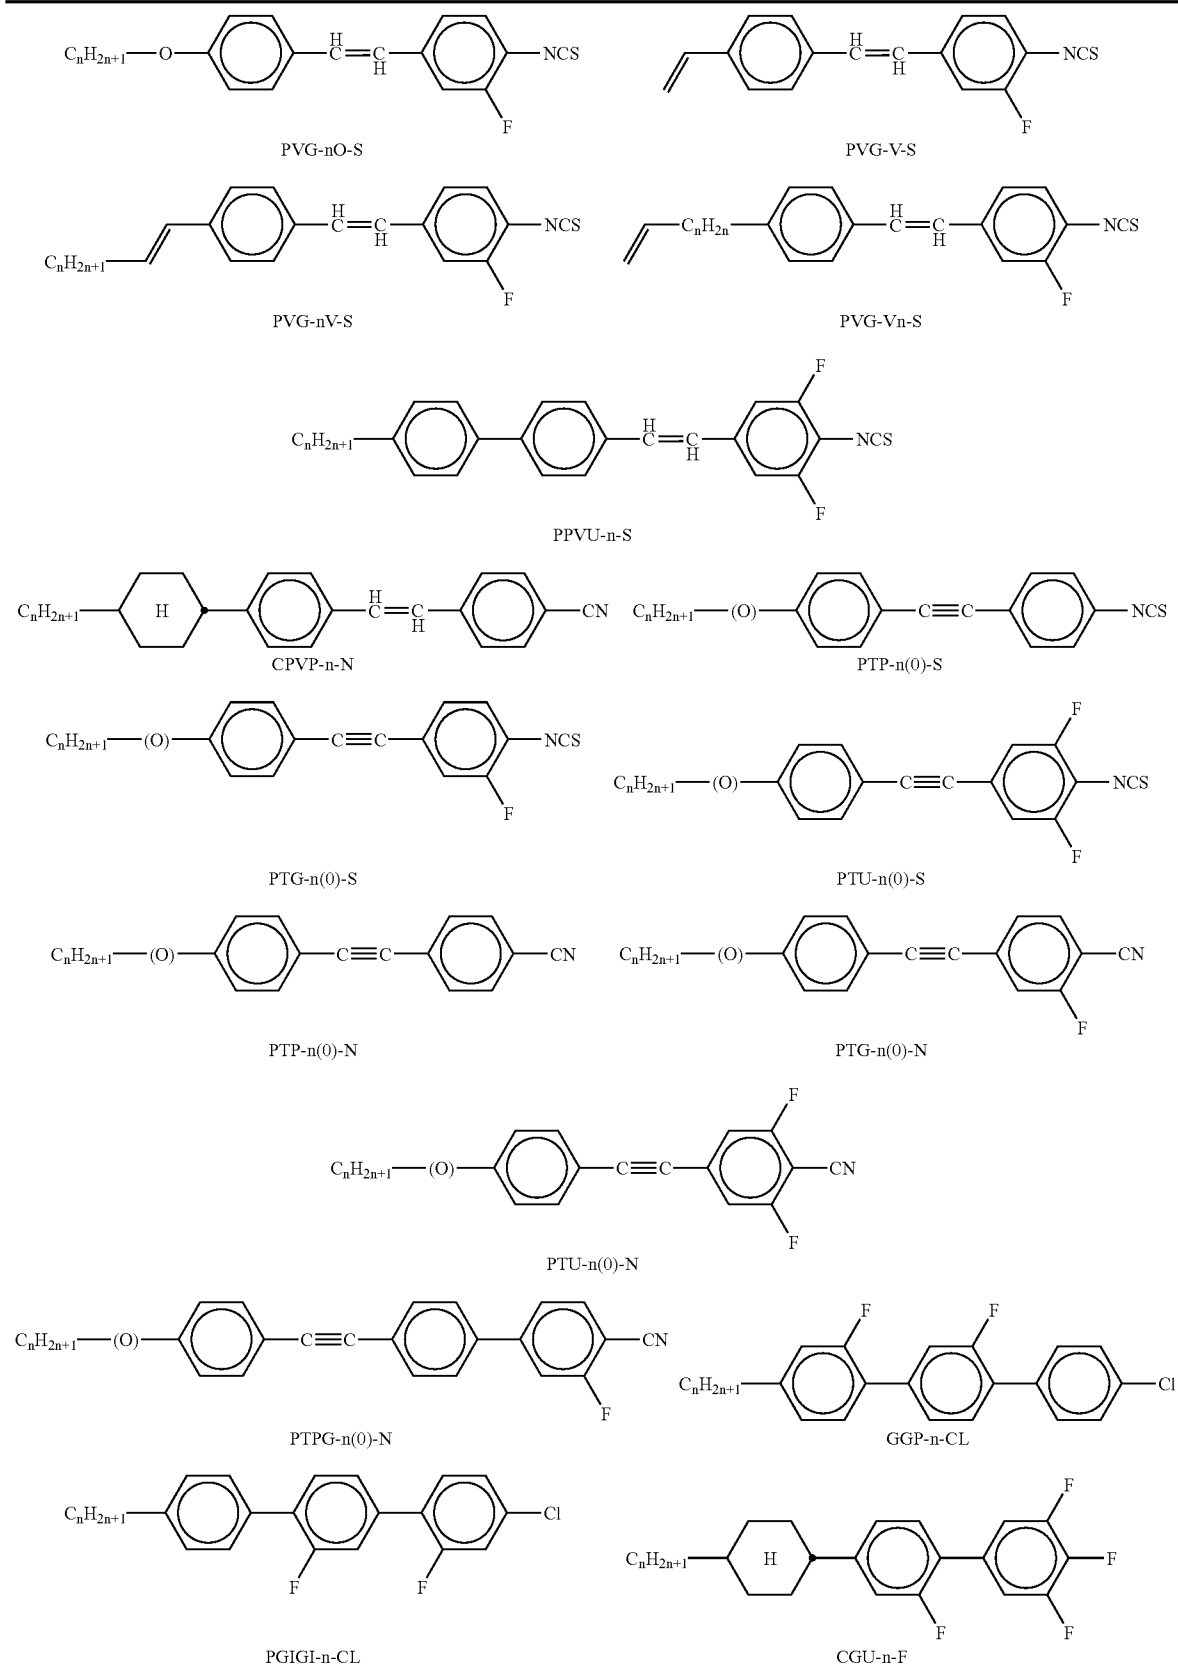 CnH2n+1 O H C C H NCS F
H C C H NCS F
PVG-nO-S PVG-V-S
CnH2n+1 H C C H NCS F
CnH2n H C C H NCS F
PVG-nV-S PVG-Vn-S
CnH2n+1 H C C H F NCS F
PPVU-n-S
CnH2n+1 H H C C H CN
CnH2n+1 (O) C C NCS
CPVP-n-N PTP-n(0)-S
CnH2n+1 (O) C C NCS F
CnH2n+1 (O) C C F NCS F
PTG-n(0)-S PTU-n(0)-S
CnH2n+1 (O) C C CN
CnH2n+1 (O) C C CN F
PTP-n(0)-N PTG-n(0)-N
CnH2n+1 (O) C C F CN F
PTU-n(0)-N
CnH2n+1 (O) C C CN F
CnH2n+1 F F Cl
PTPG-n(0)-N GGP-n-CL
CnH2n+1 F F Cl
CnH2n+1 H F F F F
PGIGI-n-CL CGU-n-F